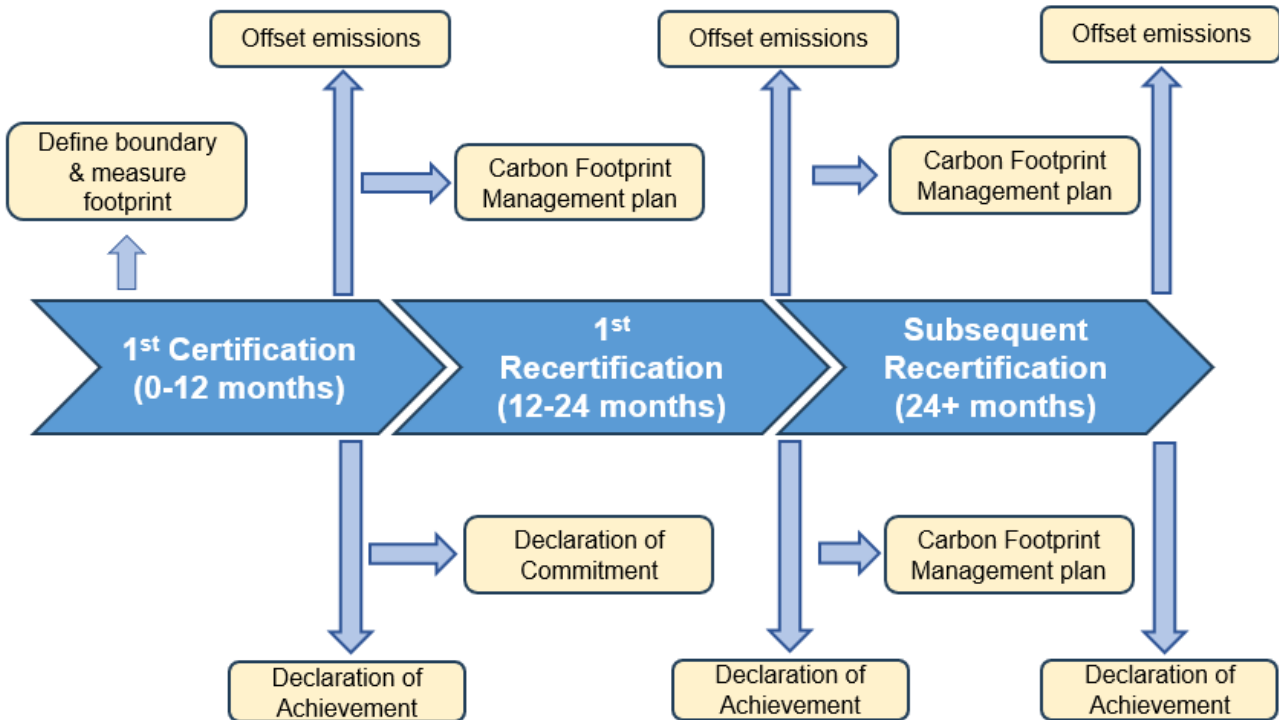 Offset emissions
Offset emissions
Offset emissions
Define boundary
& measure
footprint
Carbon Footprint
Management plan
Carbon Footprint
Management plan
1st Certification
(0-12 months)
1st
Recertification
(12-24 months)
Subsequent
Recertification
(24+ months)
Declaration of
Commitment
Carbon Footprint
Management plan
Declaration of
Achievement
Declaration of
Achievement
Declaration of
Achievement